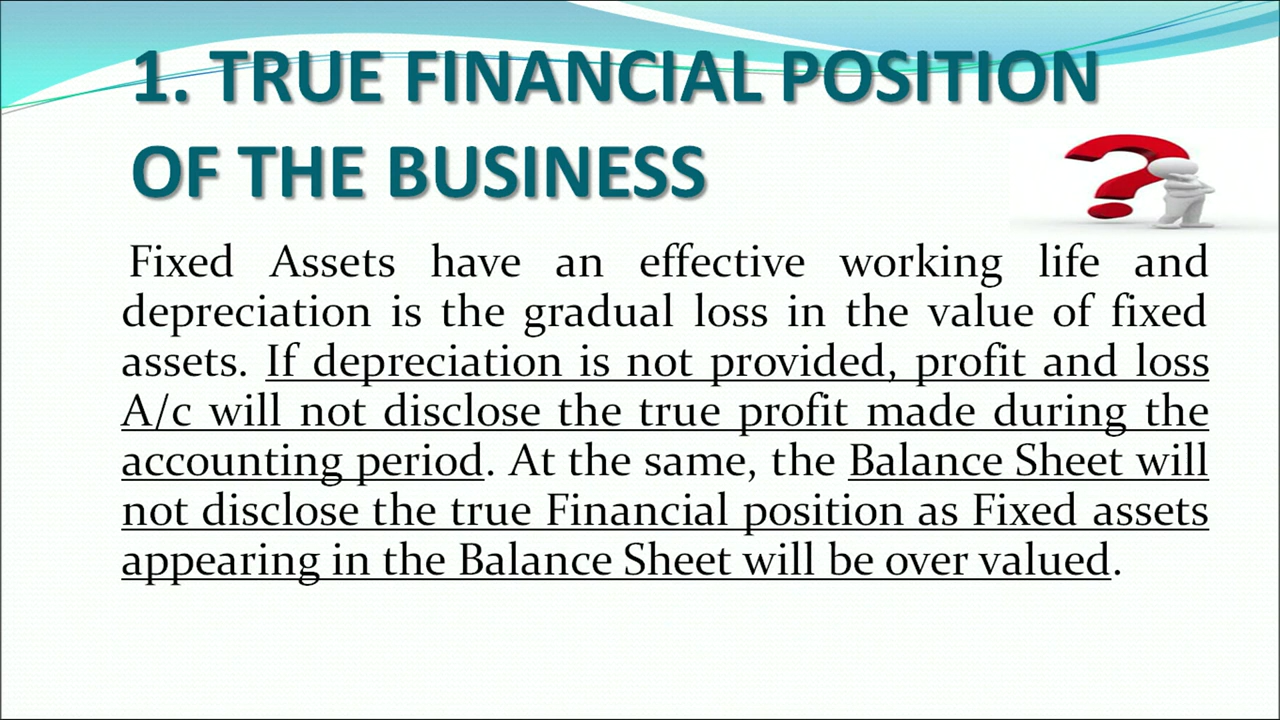 1. TRUE FINANCIAL POSITION
OF THE BUSINESS
Fixed Assets have an effective working life and
depreciation is the gradual loss in the value of fixed
assets. If depreciation is not provided, profit and loss
A/c will not disclose the true profit made during the
accounting period. At the same, the Balance Sheet will
not disclose the true Financial position as Fixed assets
appearing in the Balance Sheet will be over valued.